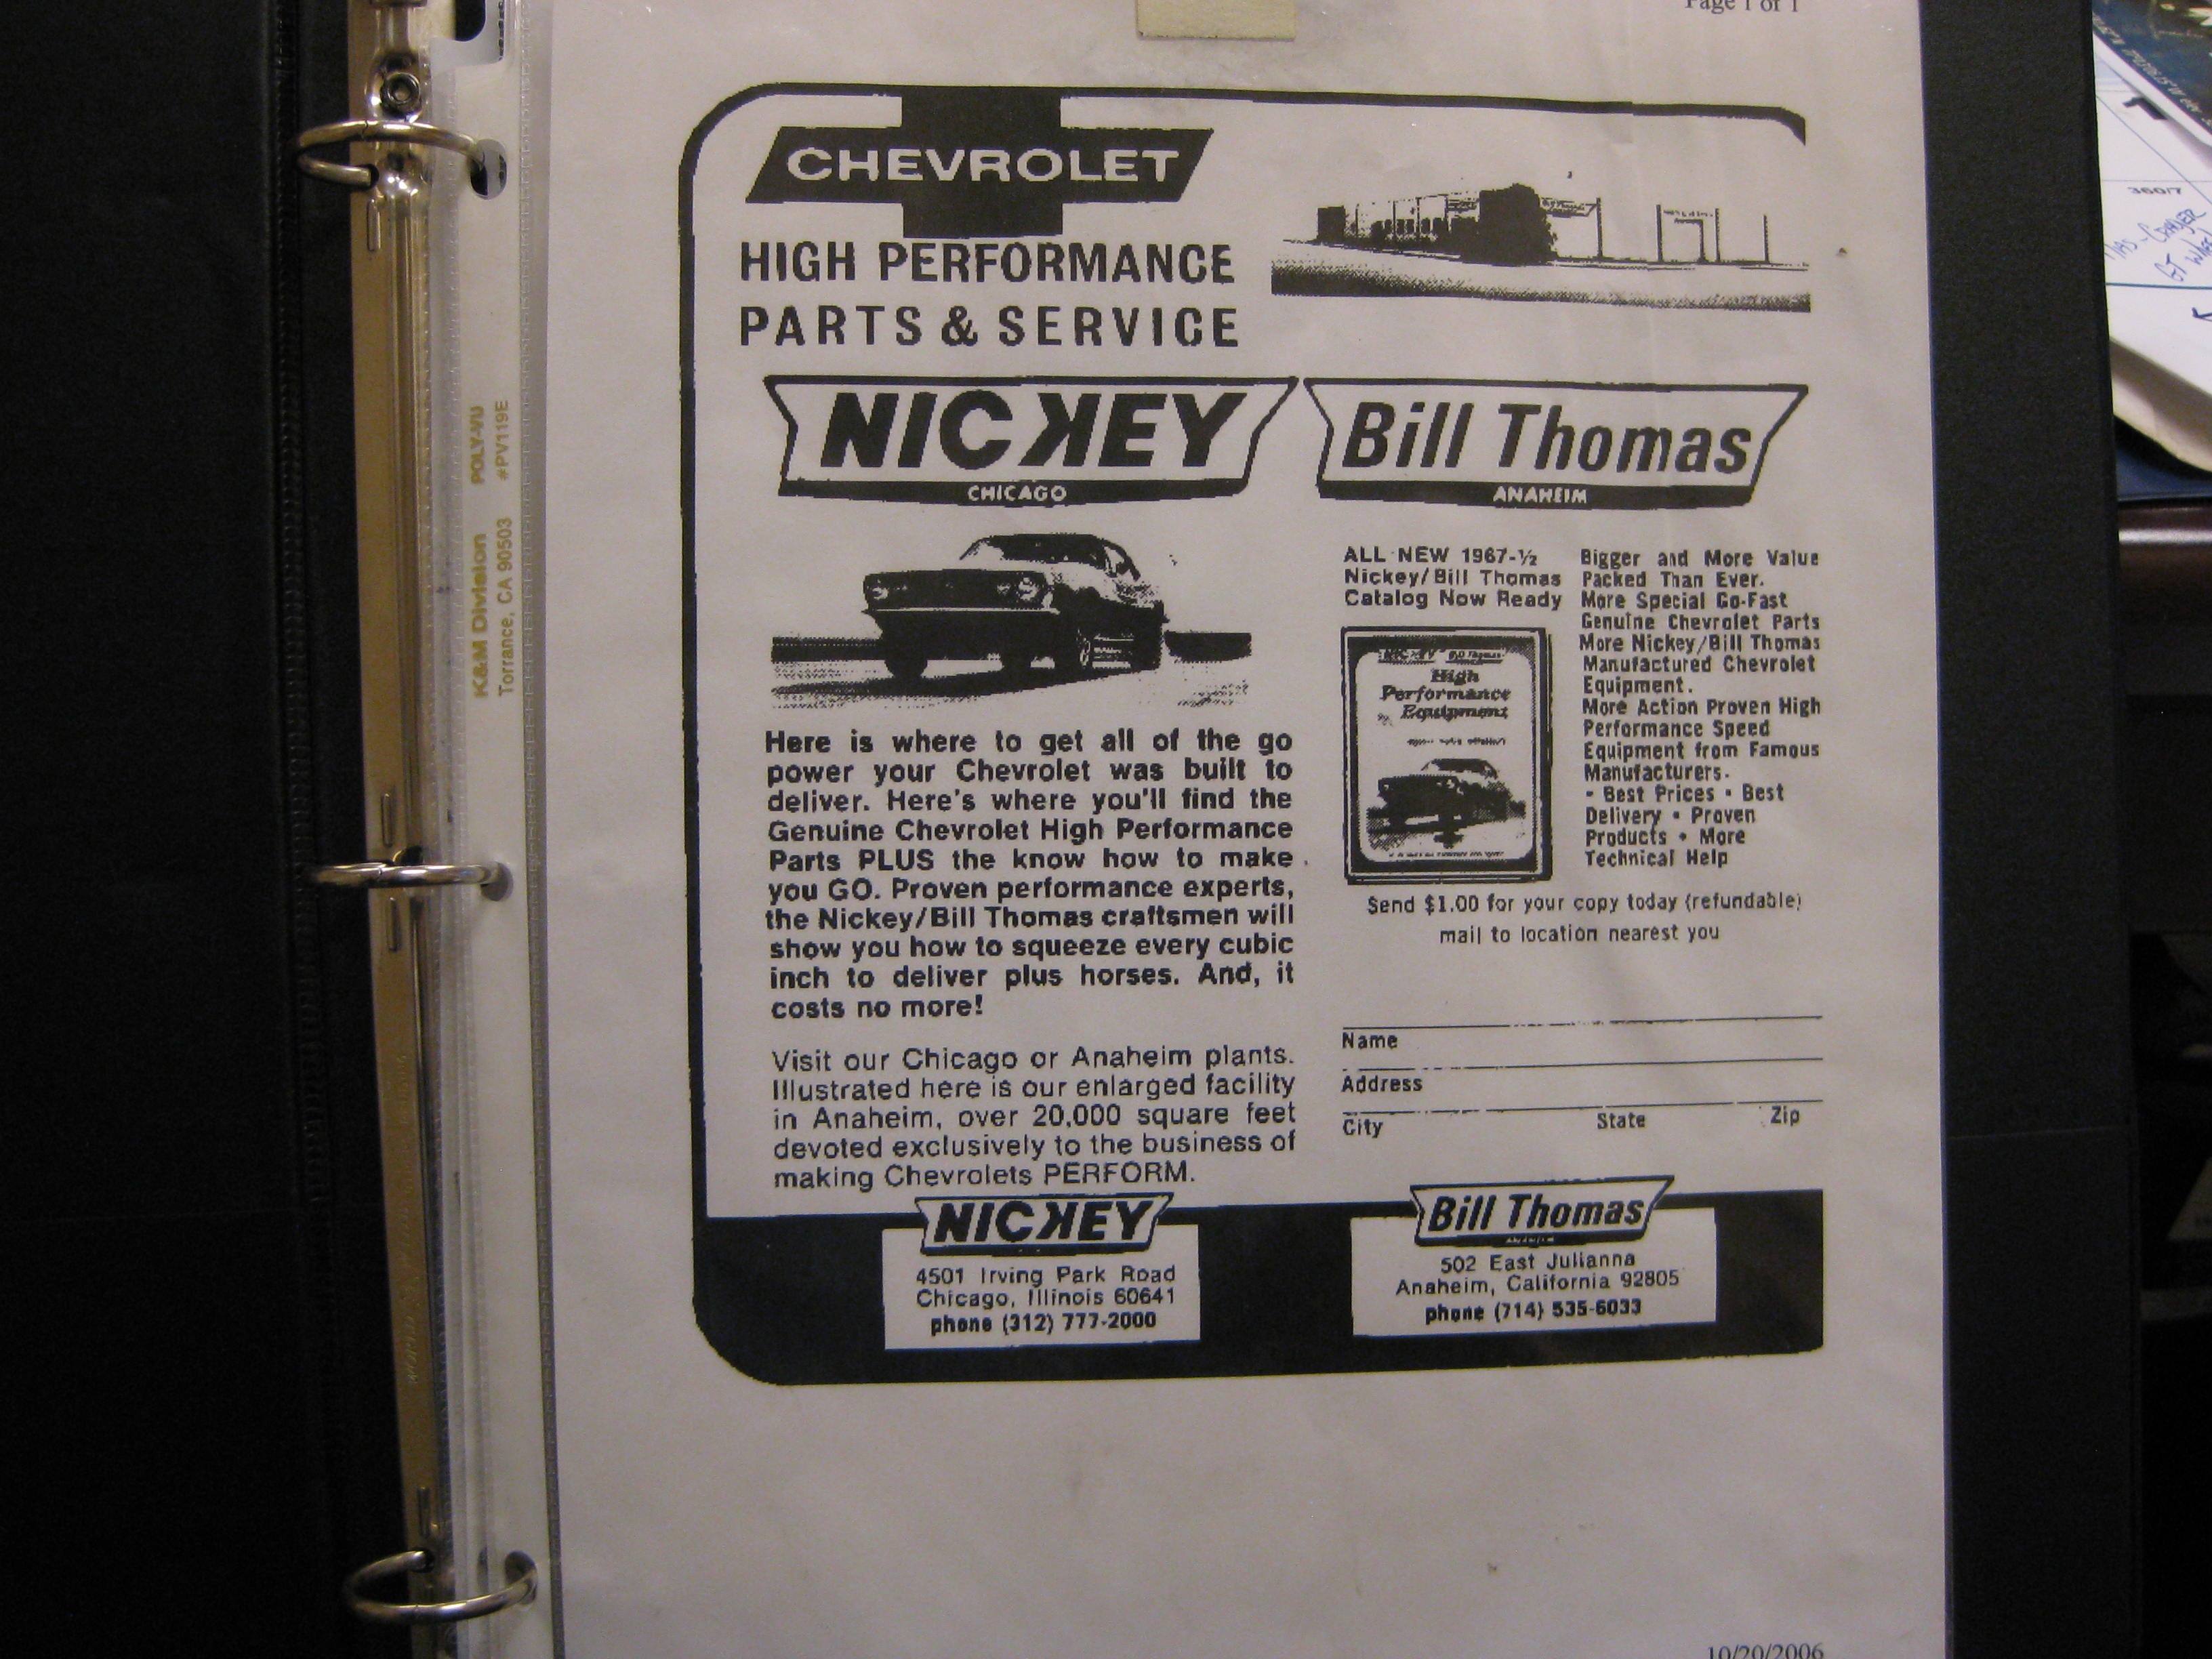 Page 1 of 1
CHEVROLET
HIGH PERFORMANCE
PARTS & SERVICE
NICKEY
CHICAGO
Bill Thomas
ANAHEIM
Here is where to get all of the go
power your Chevrolet was built to
deliver. Here's where you'll find the
Genuine Chevrolet High Performance
Parts PLUS the know how to make
you GO. Proven performance experts,
the Nickey/Bill Thomas craftsmen will
show you how to squeeze every cubic
inch to deliver plus horses. And, it
costs no more!
Visit our Chicago or Anaheim plants.
Illustrated here is our enlarged facility
in Anaheim, over 20,000 square feet
devoted exclusively to the business of
making Chevrolets PERFORM.
ALL NEW 1967-½
Nickey/Bill Thomas
Catalog Now Ready
NICKEY Bill Thomas
High
Performance
Equipment
Bigger and More Value
Packed Than Ever.
More Special Go-Fast
Genuine Chevrolet Parts
More Nickey/Bill Thomas
Manufactured Chevrolet
Equipment.
More Action Proven High
Performance Speed
Equipment from Famous
Manufacturers.
• Best Prices • Best
Delivery • Proven
Products • More
Technical Help
Send $1.00 for your copy today (refundable)
mail to location nearest you
Name
Address
City State Zip
NICKEY
4501 Irving Park Road
Chicago, Illinois 60641
phone (312) 777-2000
Bill Thomas
ANAHEIM
502 East Julianna
Anaheim, California 92805
phone (714) 535-6033
10/20/2006
K&M Division POLY-VU
Torrance, CA 90503 #PV119E
360/7
GT